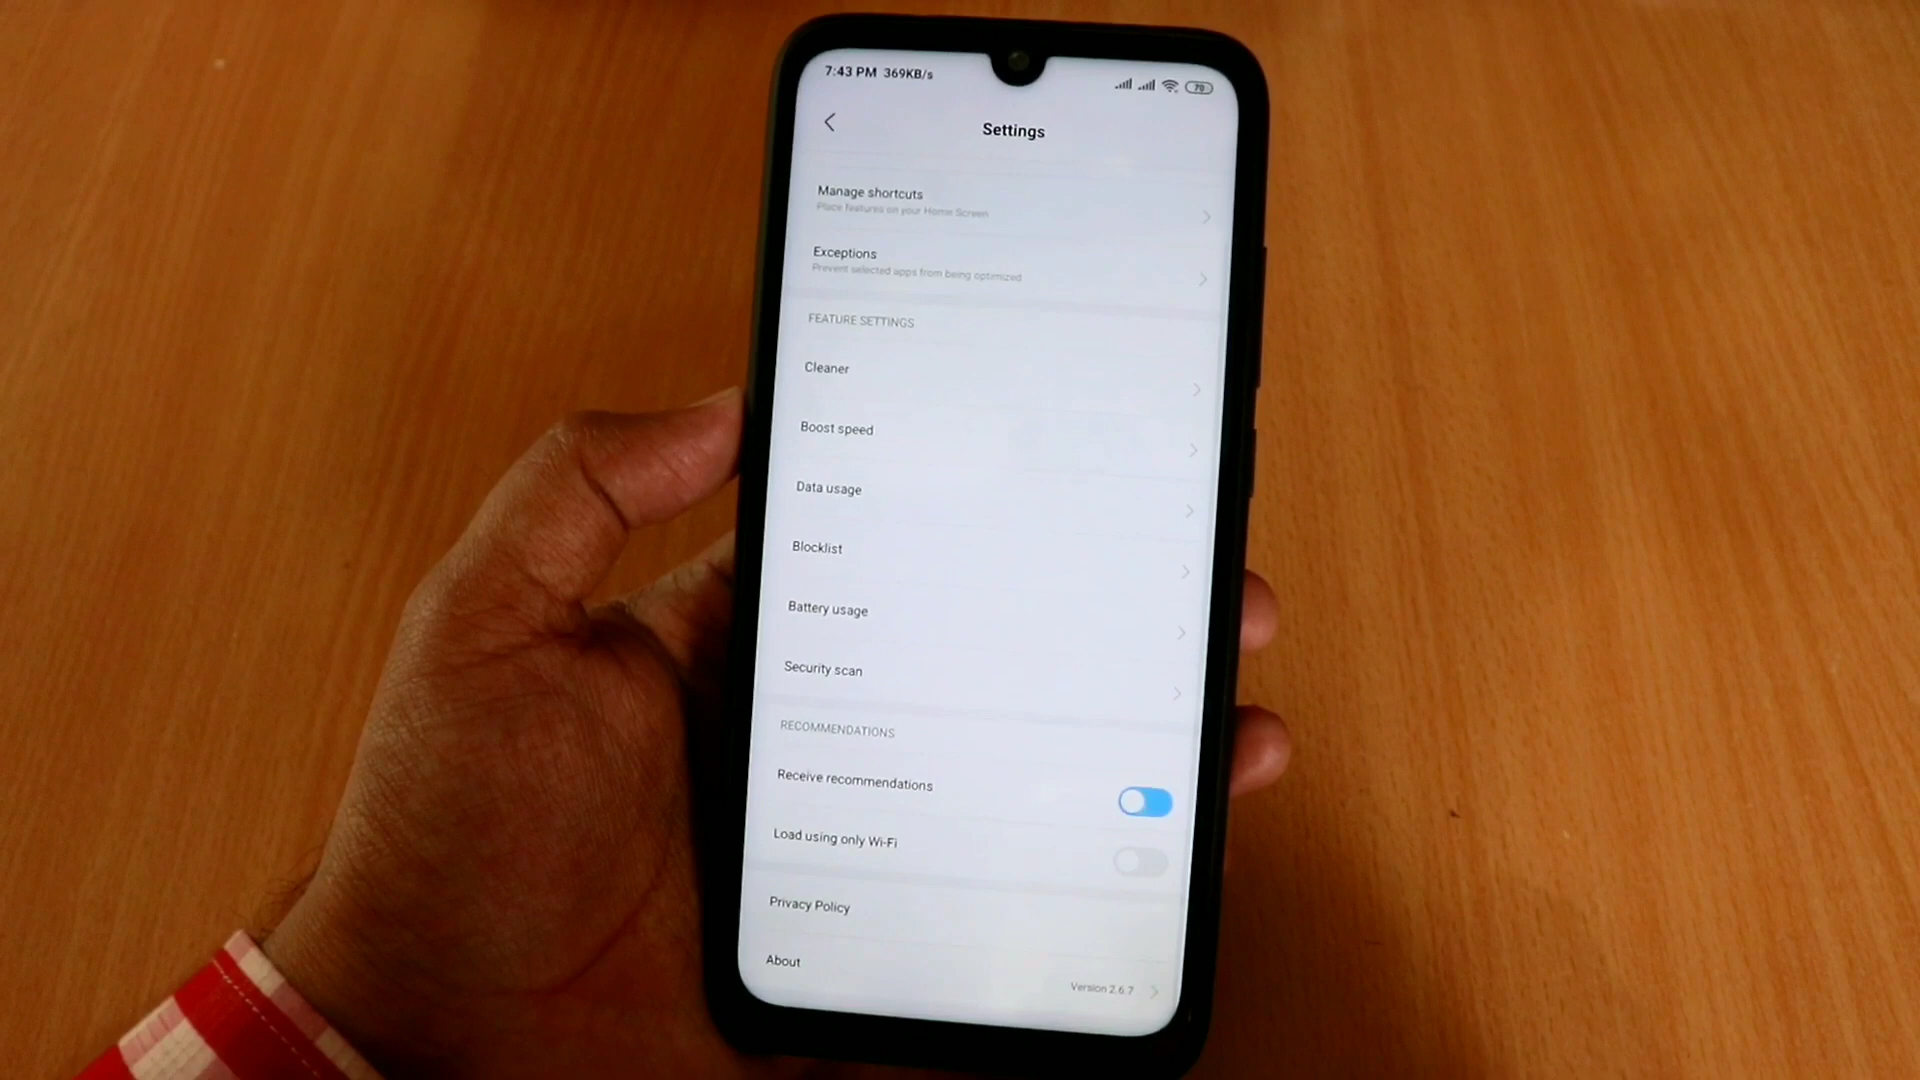 7:43 PM 369KB/s
70
Settings
Manage shortcuts
Place features on your Home Screen
Exceptions
Prevent selected apps from being optimized
FEATURE SETTINGS
Cleaner
Boost speed
Data usage
Blocklist
Battery usage
Security scan
RECOMMENDATIONS
Receive recommendations
Load using only Wi-Fi
Privacy Policy
About
Version 2.6.7